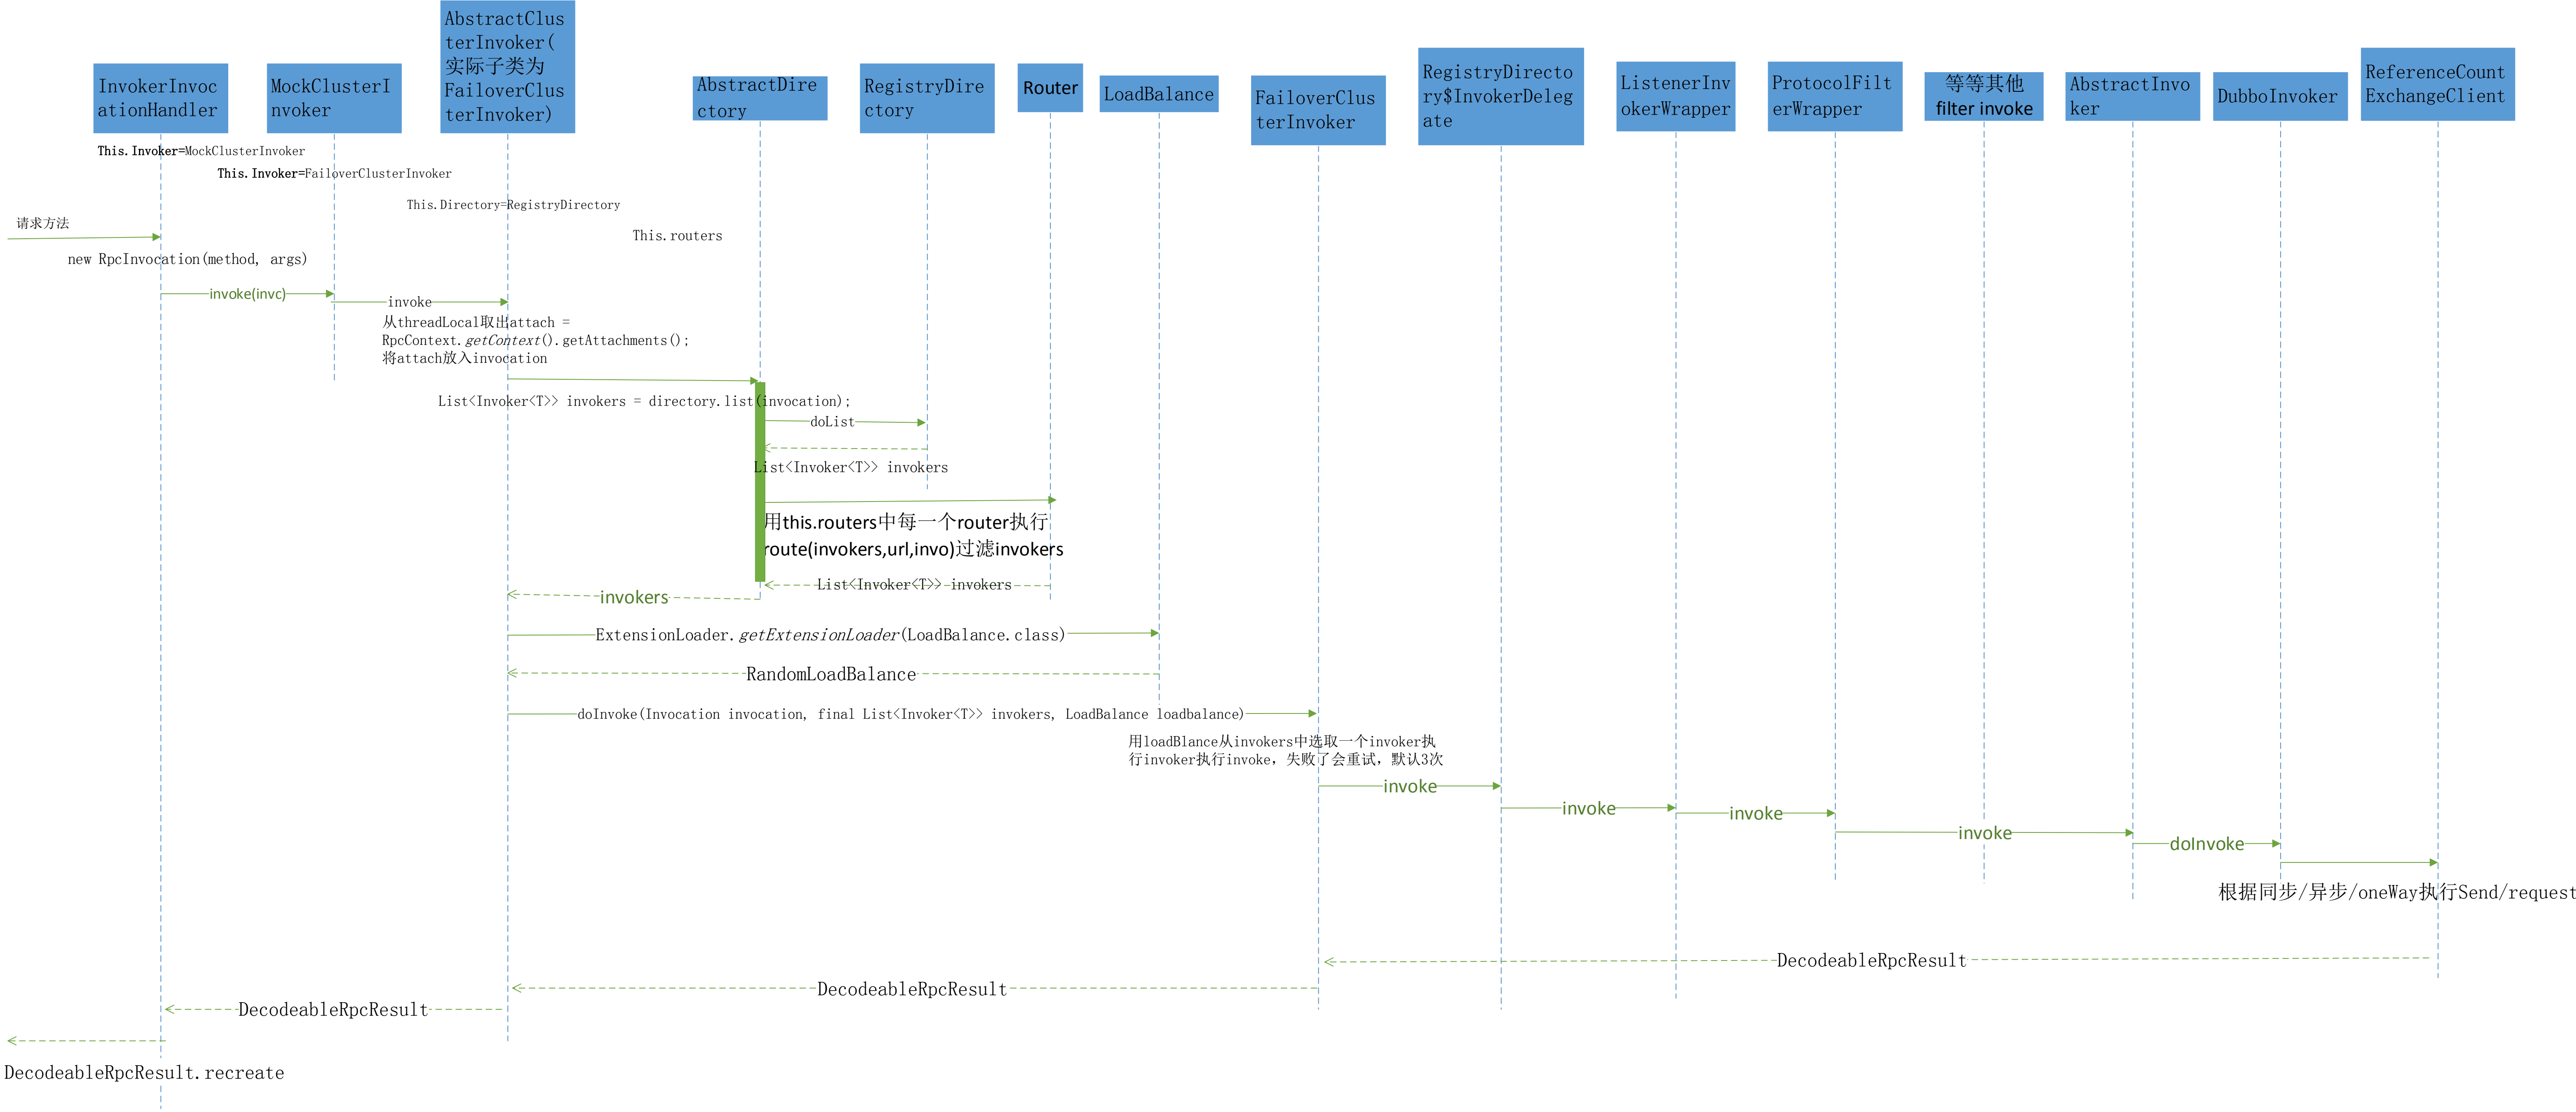 AbstractClus
terInvoker(
实际子类为
FailoverClus
terInvoker)
InvokerInvoc
ationHandler
MockClusterI
nvoker
AbstractDire
ctory
RegistryDire
ctory
Router
LoadBalance
FailoverClus
terInvoker
RegistryDirecto
ry$InvokerDeleg
ate
ListenerInv
okerWrapper
ProtocolFilt
erWrapper
等等其他
filter invoke
AbstractInvo
ker
DubboInvoker
ReferenceCount
ExchangeClient
This.Invoker=MockClusterInvoker
This.Invoker=FailoverClusterInvoker
This.Directory=RegistryDirectory
请求方法
This.routers
new RpcInvocation(method, args)
invoke(invc)
invoke
从threadLocal取出attach =
RpcContext.getContext().getAttachments();
将attach放入invocation
List<Invoker<T>> invokers = directory.list(invocation);
doList
List<Invoker<T>> invokers
用this.routers中每一个router执行
route(invokers,url,invo)过滤invokers
List<Invoker<T>> invokers
invokers
ExtensionLoader.getExtensionLoader(LoadBalance.class)
RandomLoadBalance
doInvoke(Invocation invocation, final List<Invoker<T>> invokers, LoadBalance loadbalance)
用loadBlance从invokers中选取一个invoker执
行invoker执行invoke，失败了会重试，默认3次
invoke
invoke
invoke
invoke
doInvoke
根据同步/异步/oneWay执行Send/request
DecodeableRpcResult
DecodeableRpcResult
DecodeableRpcResult
DecodeableRpcResult.recreate